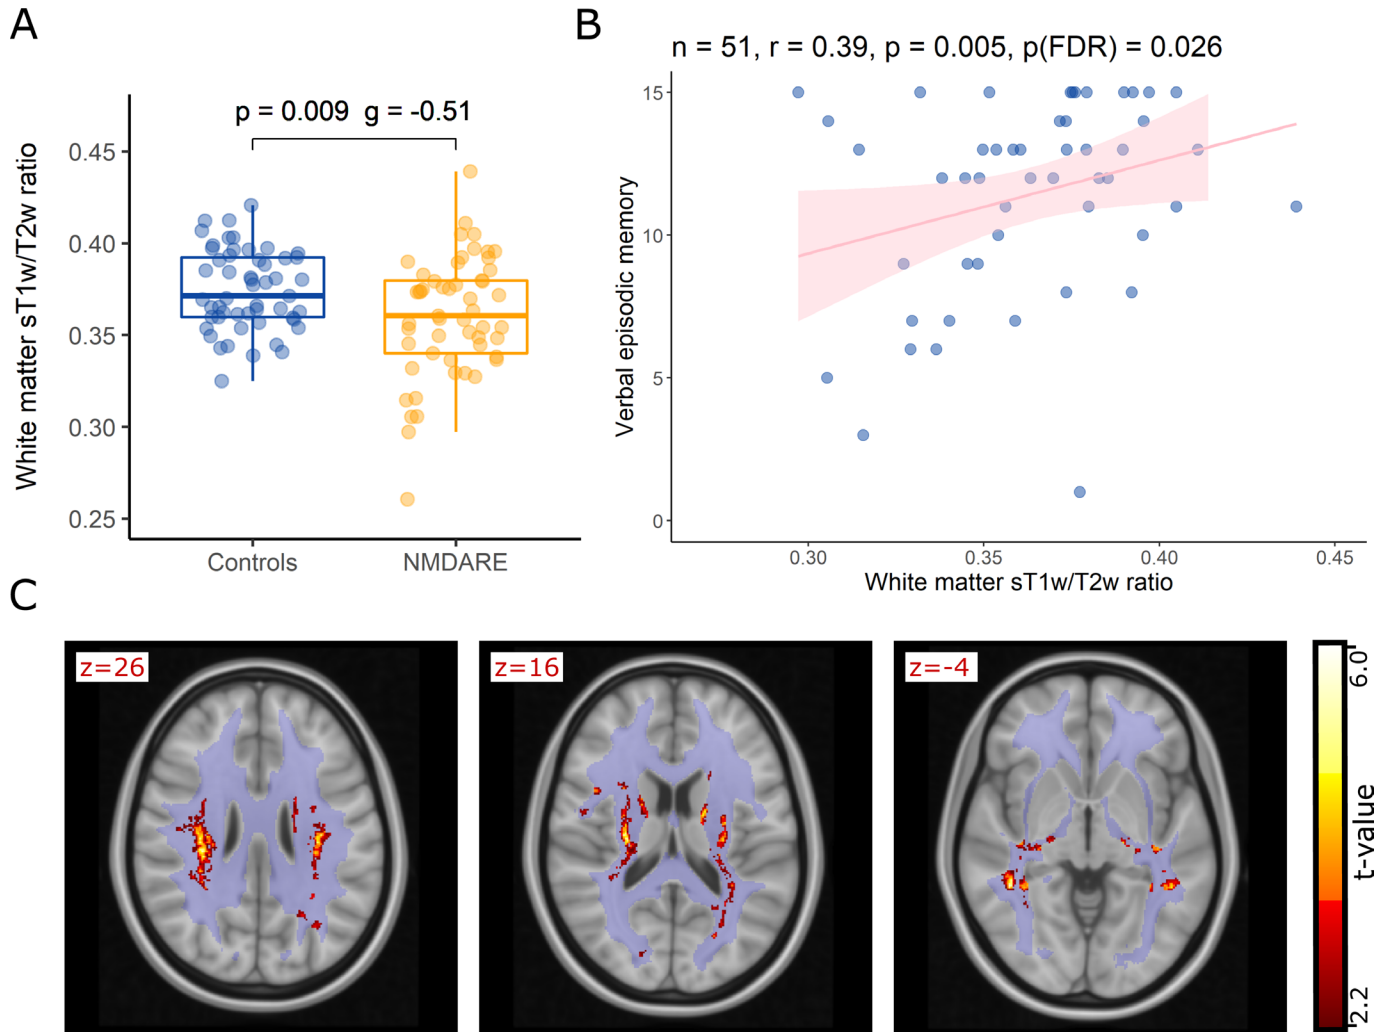 A
p = 0.009 g = -0.51
White matter sT1w/T2w ratio
0.45
0.40
0.35
0.30
0.25
Controls
NMDARE
B
n = 51, r = 0.39, p = 0.005, p(FDR) = 0.026
Verbal episodic memory
15
10
5
0
0.30
0.35
0.40
0.45
White matter sT1w/T2w ratio
C
z=26
z=16
z=-4
6.0
t-value
2.2